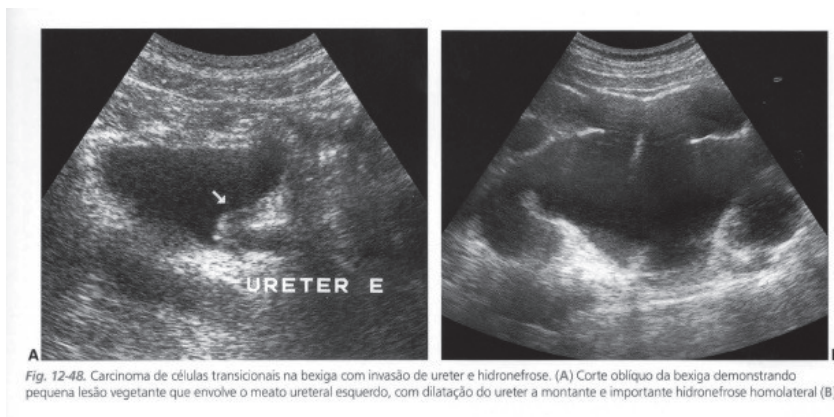 URETER E
A
Fig. 12-48. Carcinoma de células transicionais na bexiga com invasão de ureter e hidronefrose. (A) Corte oblíquo da bexiga demonstrando
pequena lesão vegetante que envolve o meato ureteral esquerdo, com dilatação do ureter a montante e importante hidronefrose homolateral (B)